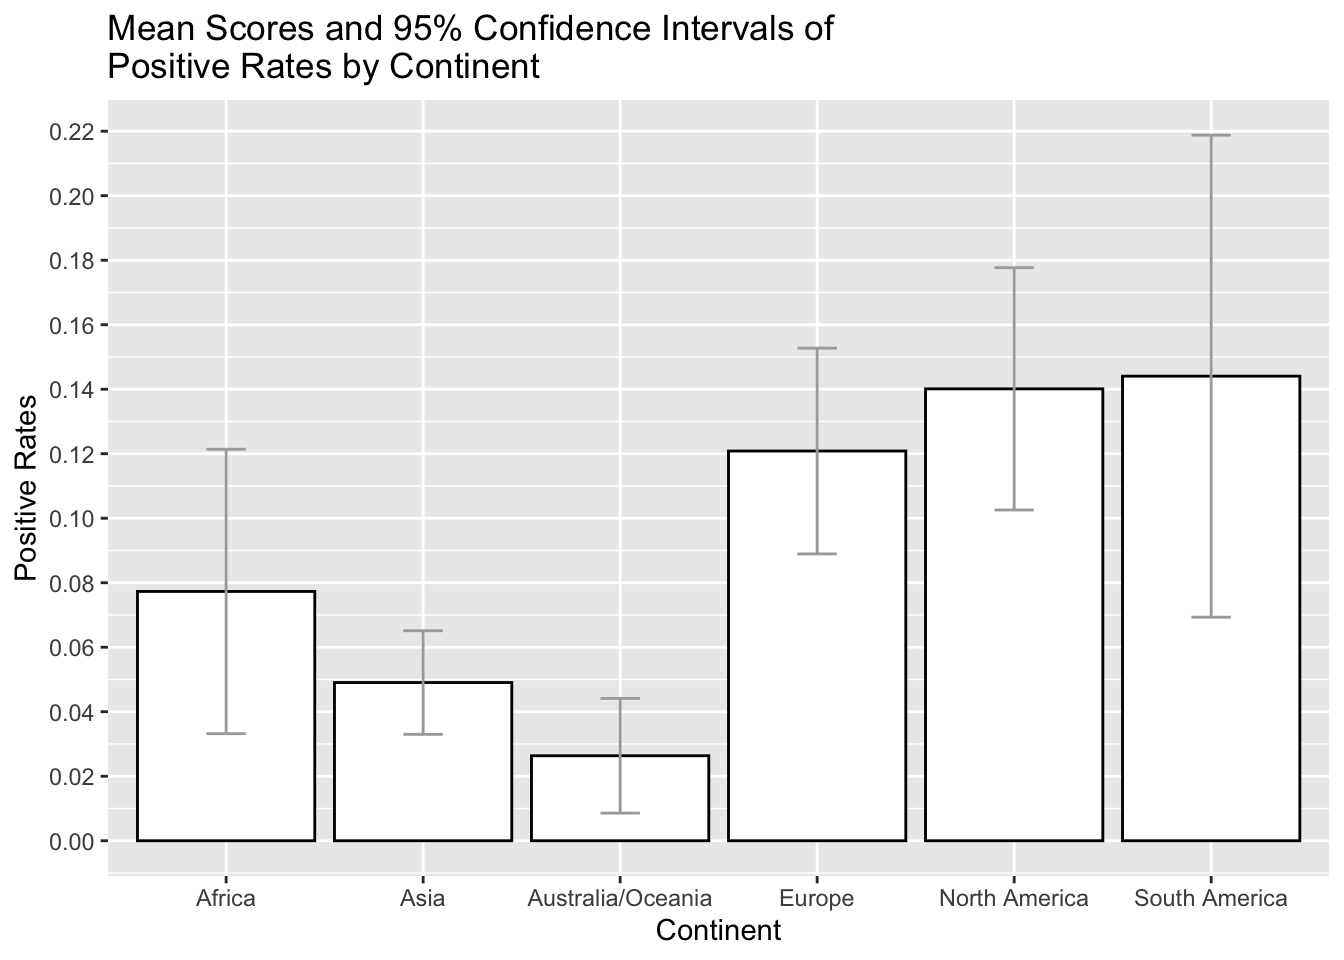 Mean Scores and 95% Confidence Intervals of
Positive Rates by Continent
Positive Rates
0.22
0.20
0.18
0.16
0.14
0.12
0.10
0.08
0.06
0.04
0.02
0.00
Africa
Asia
Australia/Oceania
Europe
North America
South America
Continent